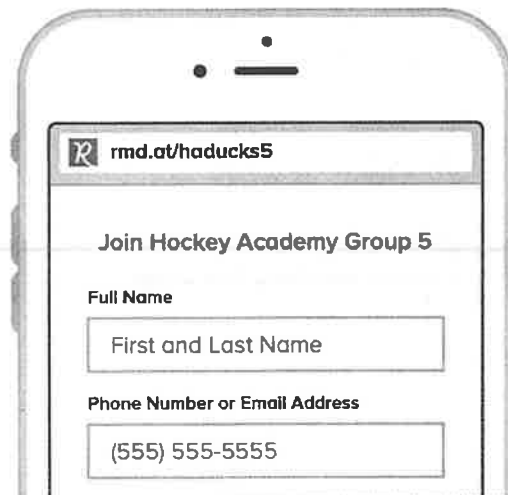 R rmd.at/haducks5
Join Hockey Academy Group 5
Full Name
First and Last Name
Phone Number or Email Address
(555) 555-5555